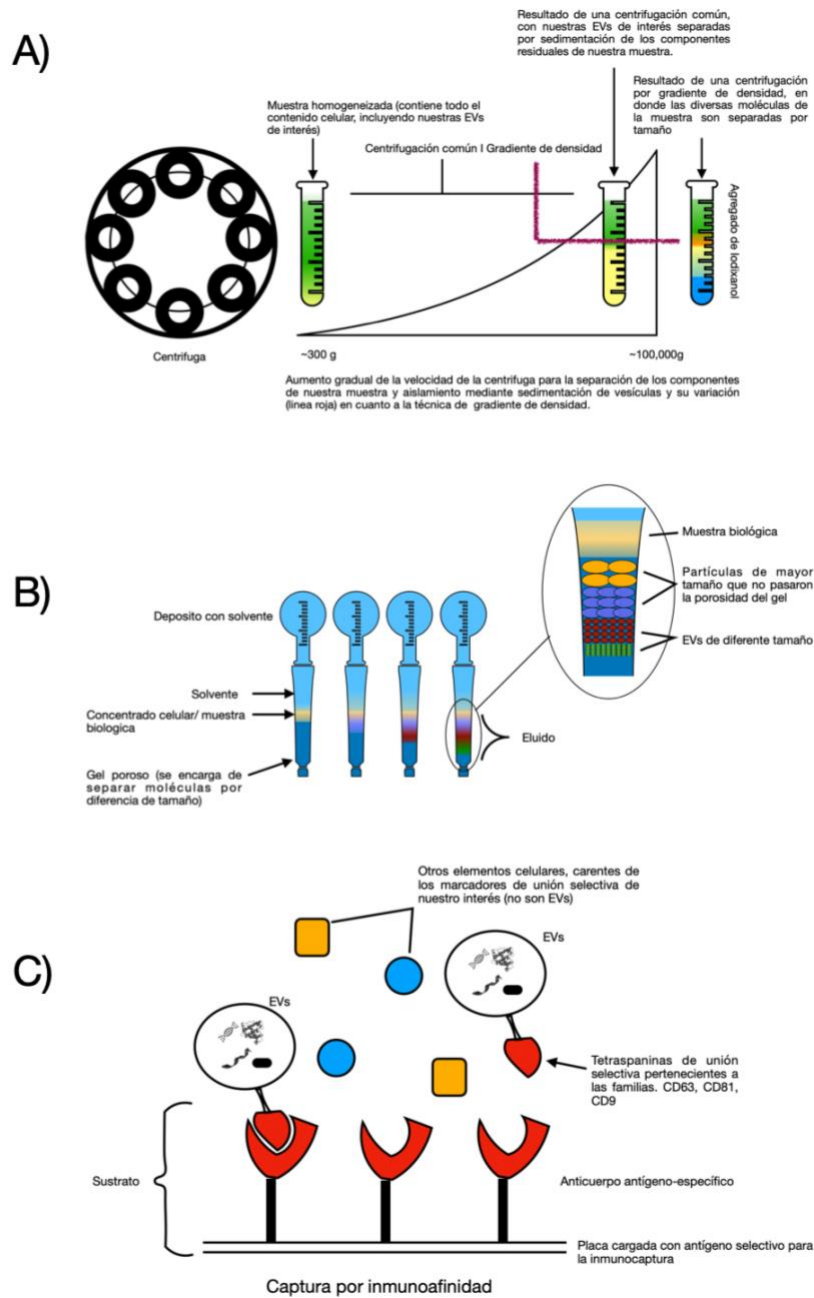 A)
Resultado de una centrifugación común,
con nuestras EVs de interés separadas
por sedimentación de los componentes
residuales de nuestra muestra.
Resultado de una centrifugación
por gradiente de densidad, en
donde las diversas moléculas de
la muestra son separadas por
tamaño
Muestra homogeneizada (contiene todo el
contenido celular, incluyendo nuestras EVs
de interés)
Centrifugación común I Gradiente de densidad
Agregado de Iodixanol
Centrifuga
~300 g
~100,000g
Aumento gradual de la velocidad de la centrifuga para la separación de los componentes
de nuestra muestra y aislamiento mediante sedimentación de vesículas y su variación
(linea roja) en cuanto a la técnica de gradiente de densidad.
B)
Muestra biológica
Partículas de mayor
tamaño que no pasaron
la porosidad del gel
EVs de diferente tamaño
Deposito con solvente
Solvente
Concentrado celular/ muestra
biologica
Eluido
Gel poroso (se encarga de
separar moléculas por
diferencia de tamaño)
C)
Otros elementos celulares, carentes de
los marcadores de unión selectiva de
nuestro interés (no son EVs)
EVs
EVs
Tetraspaninas de unión
selectiva pertenecientes a
las familias. CD63, CD81,
CD9
Sustrato
Anticuerpo antígeno-específico
Placa cargada con antígeno selectivo para
la inmunocaptura
Captura por inmunoafinidad